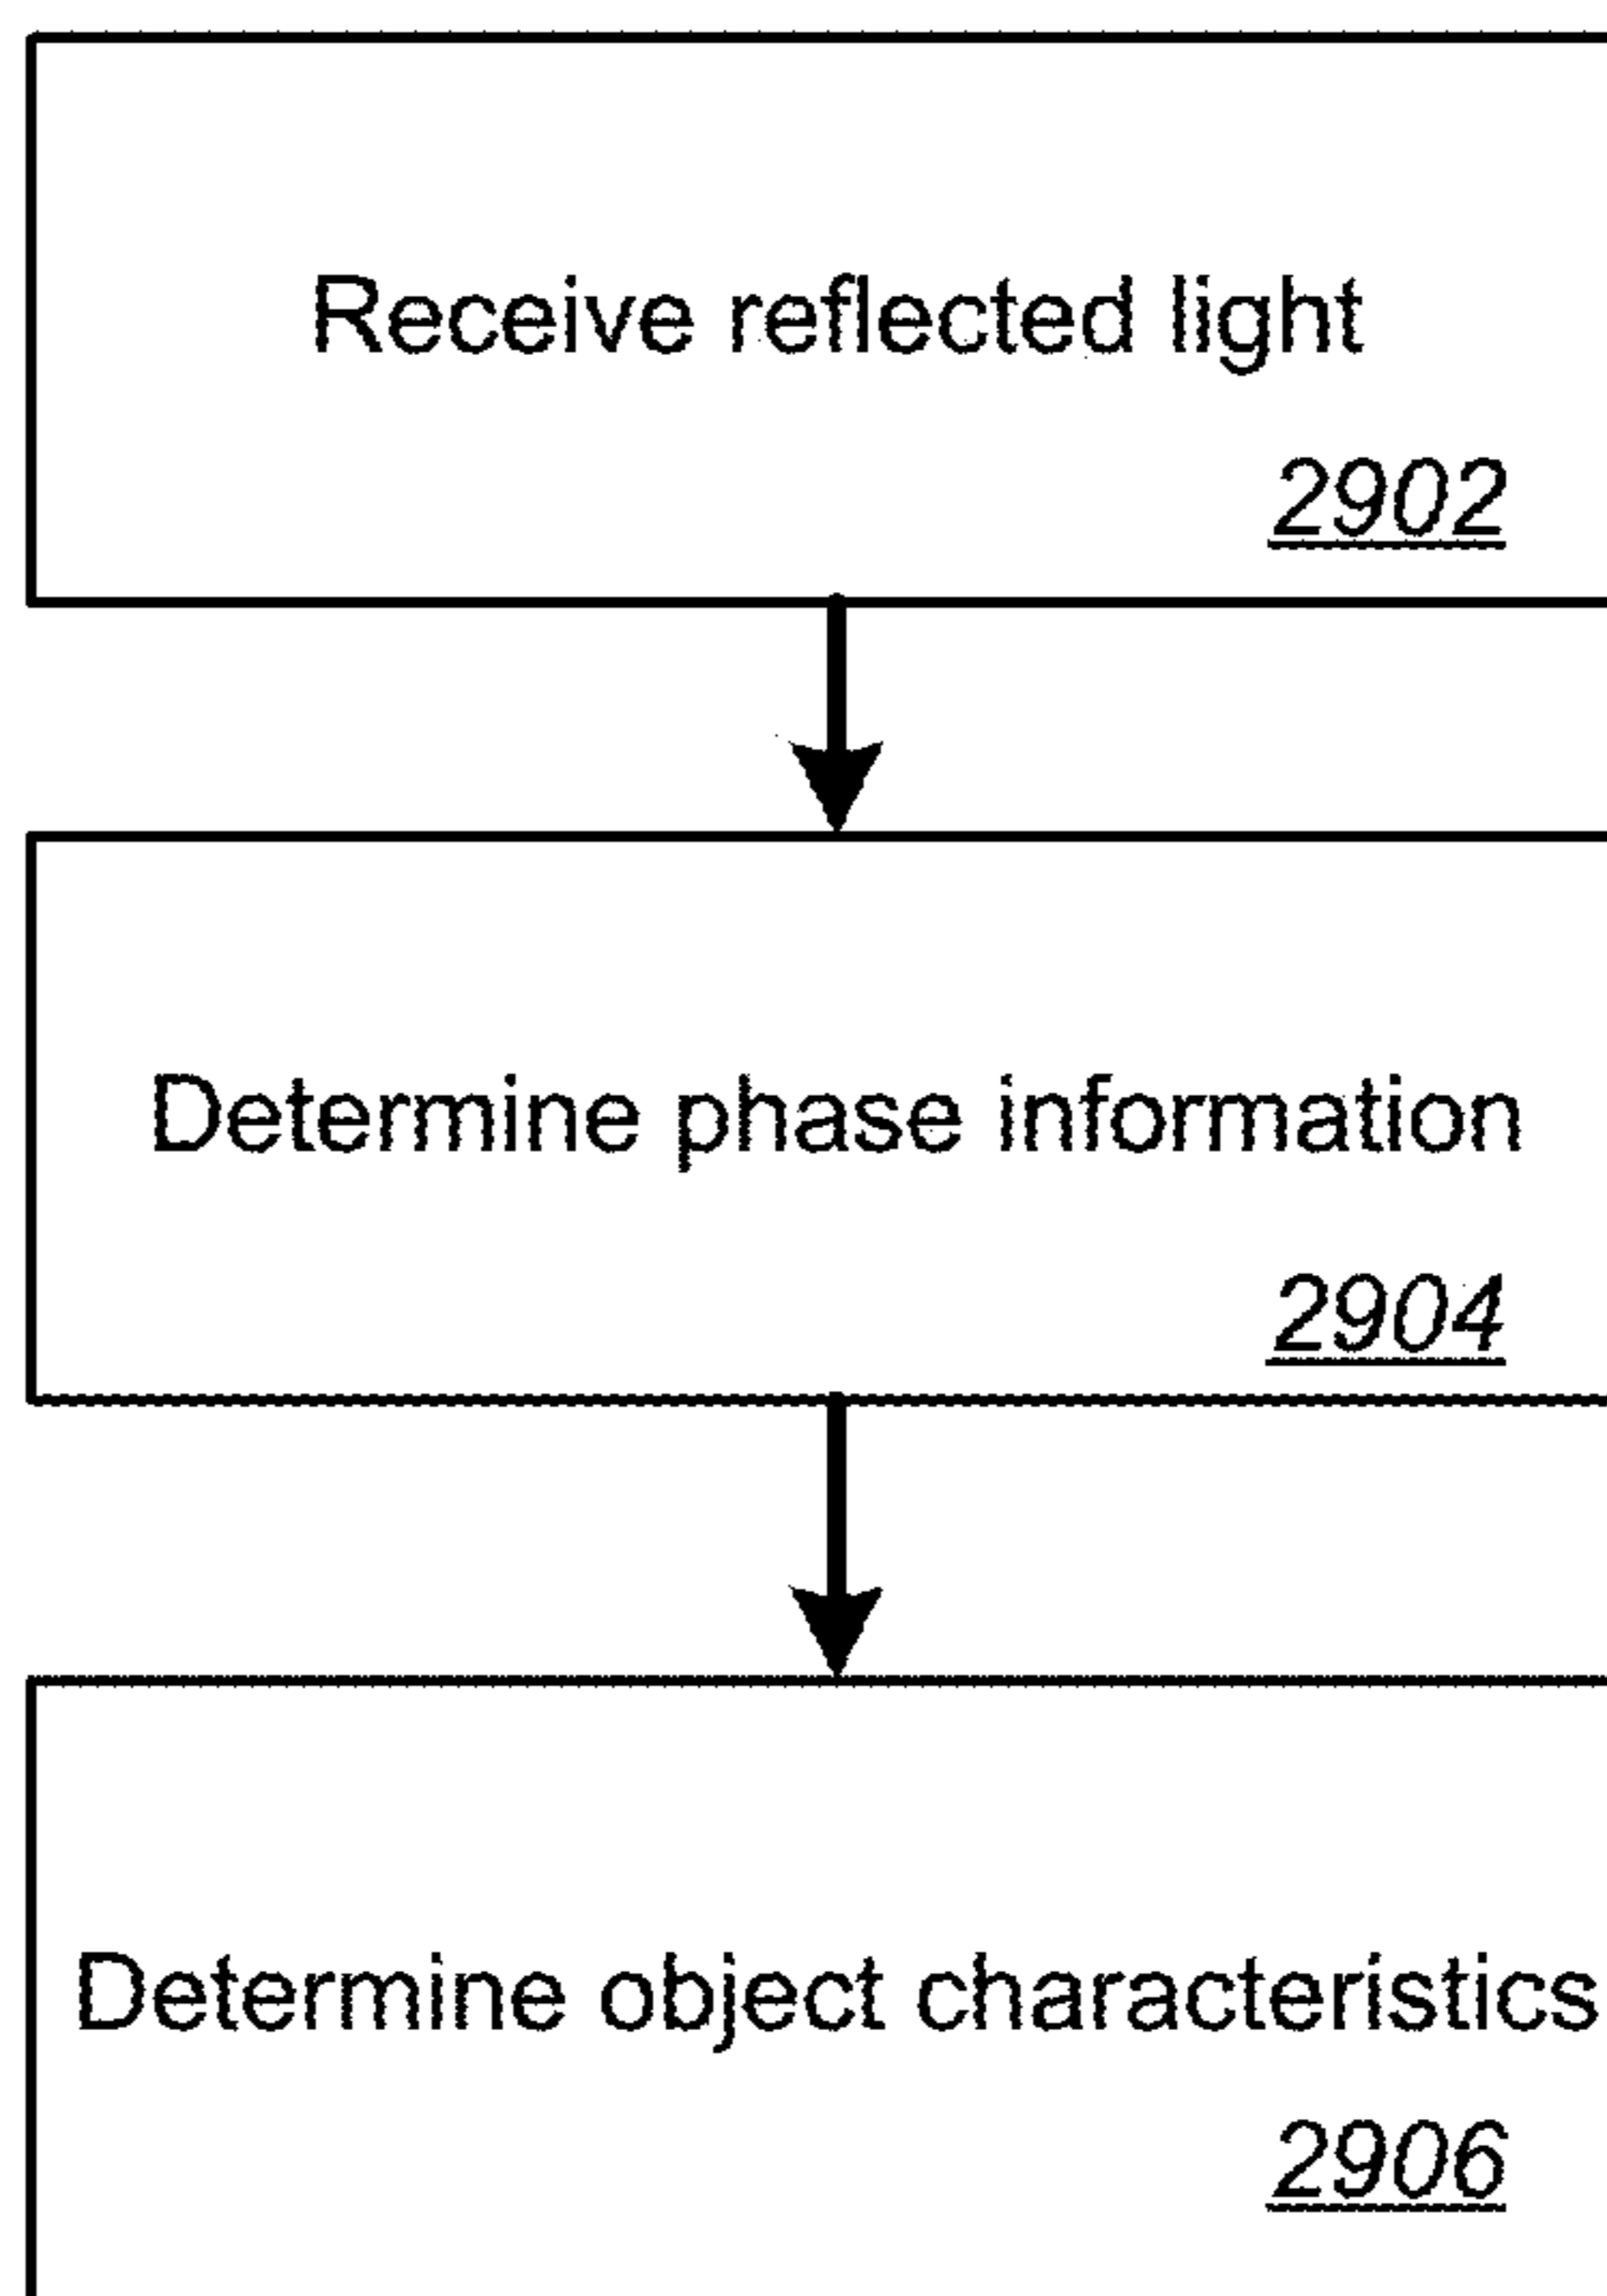 Receive reflected light
2902
Determine phase information
2904
Determine object characteristics
2906